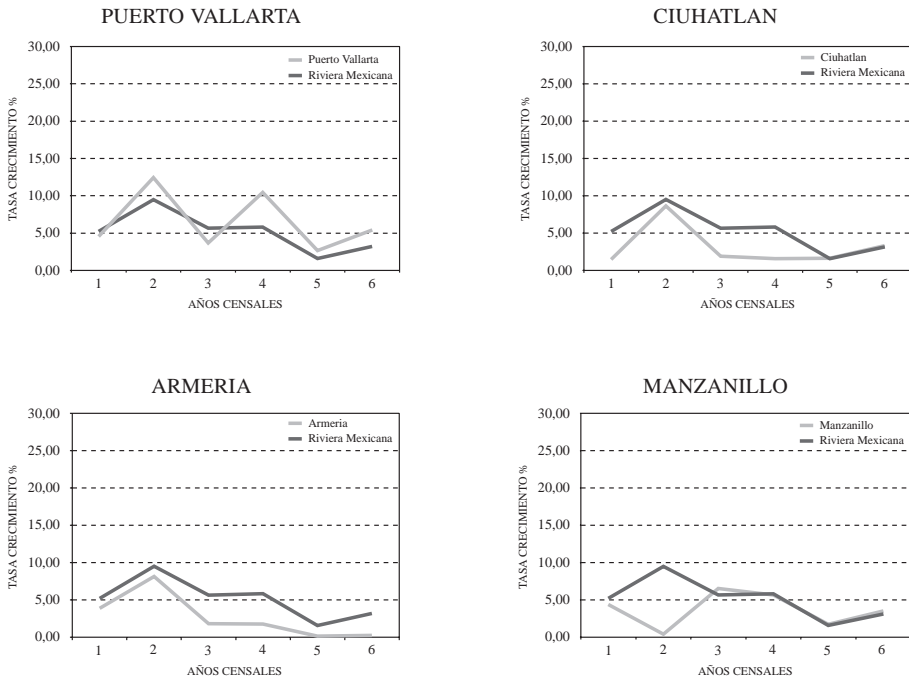 PUERTO VALLARTA
30,00
25,00
20,00
15,00
10,00
5,00
0,00
TASA CRECIMIENTO %
Puerto Vallarta
Riviera Mexicana
1 2 3 4 5 6
AÑOS CENSALES
CIUHATLAN
30,00
25,00
20,00
15,00
10,00
5,00
0,00
TASA CRECIMIENTO %
Ciuhatlan
Riviera Mexicana
1 2 3 4 5 6
AÑOS CENSALES
ARMERIA
30,00
25,00
20,00
15,00
10,00
5,00
0,00
TASA CRECIMIENTO %
Armeria
Riviera Mexicana
1 2 3 4 5 6
AÑOS CENSALES
MANZANILLO
30,00
25,00
20,00
15,00
10,00
5,00
0,00
TASA CRECIMIENTO %
Manzanillo
Riviera Mexicana
1 2 3 4 5 6
AÑOS CENSALES